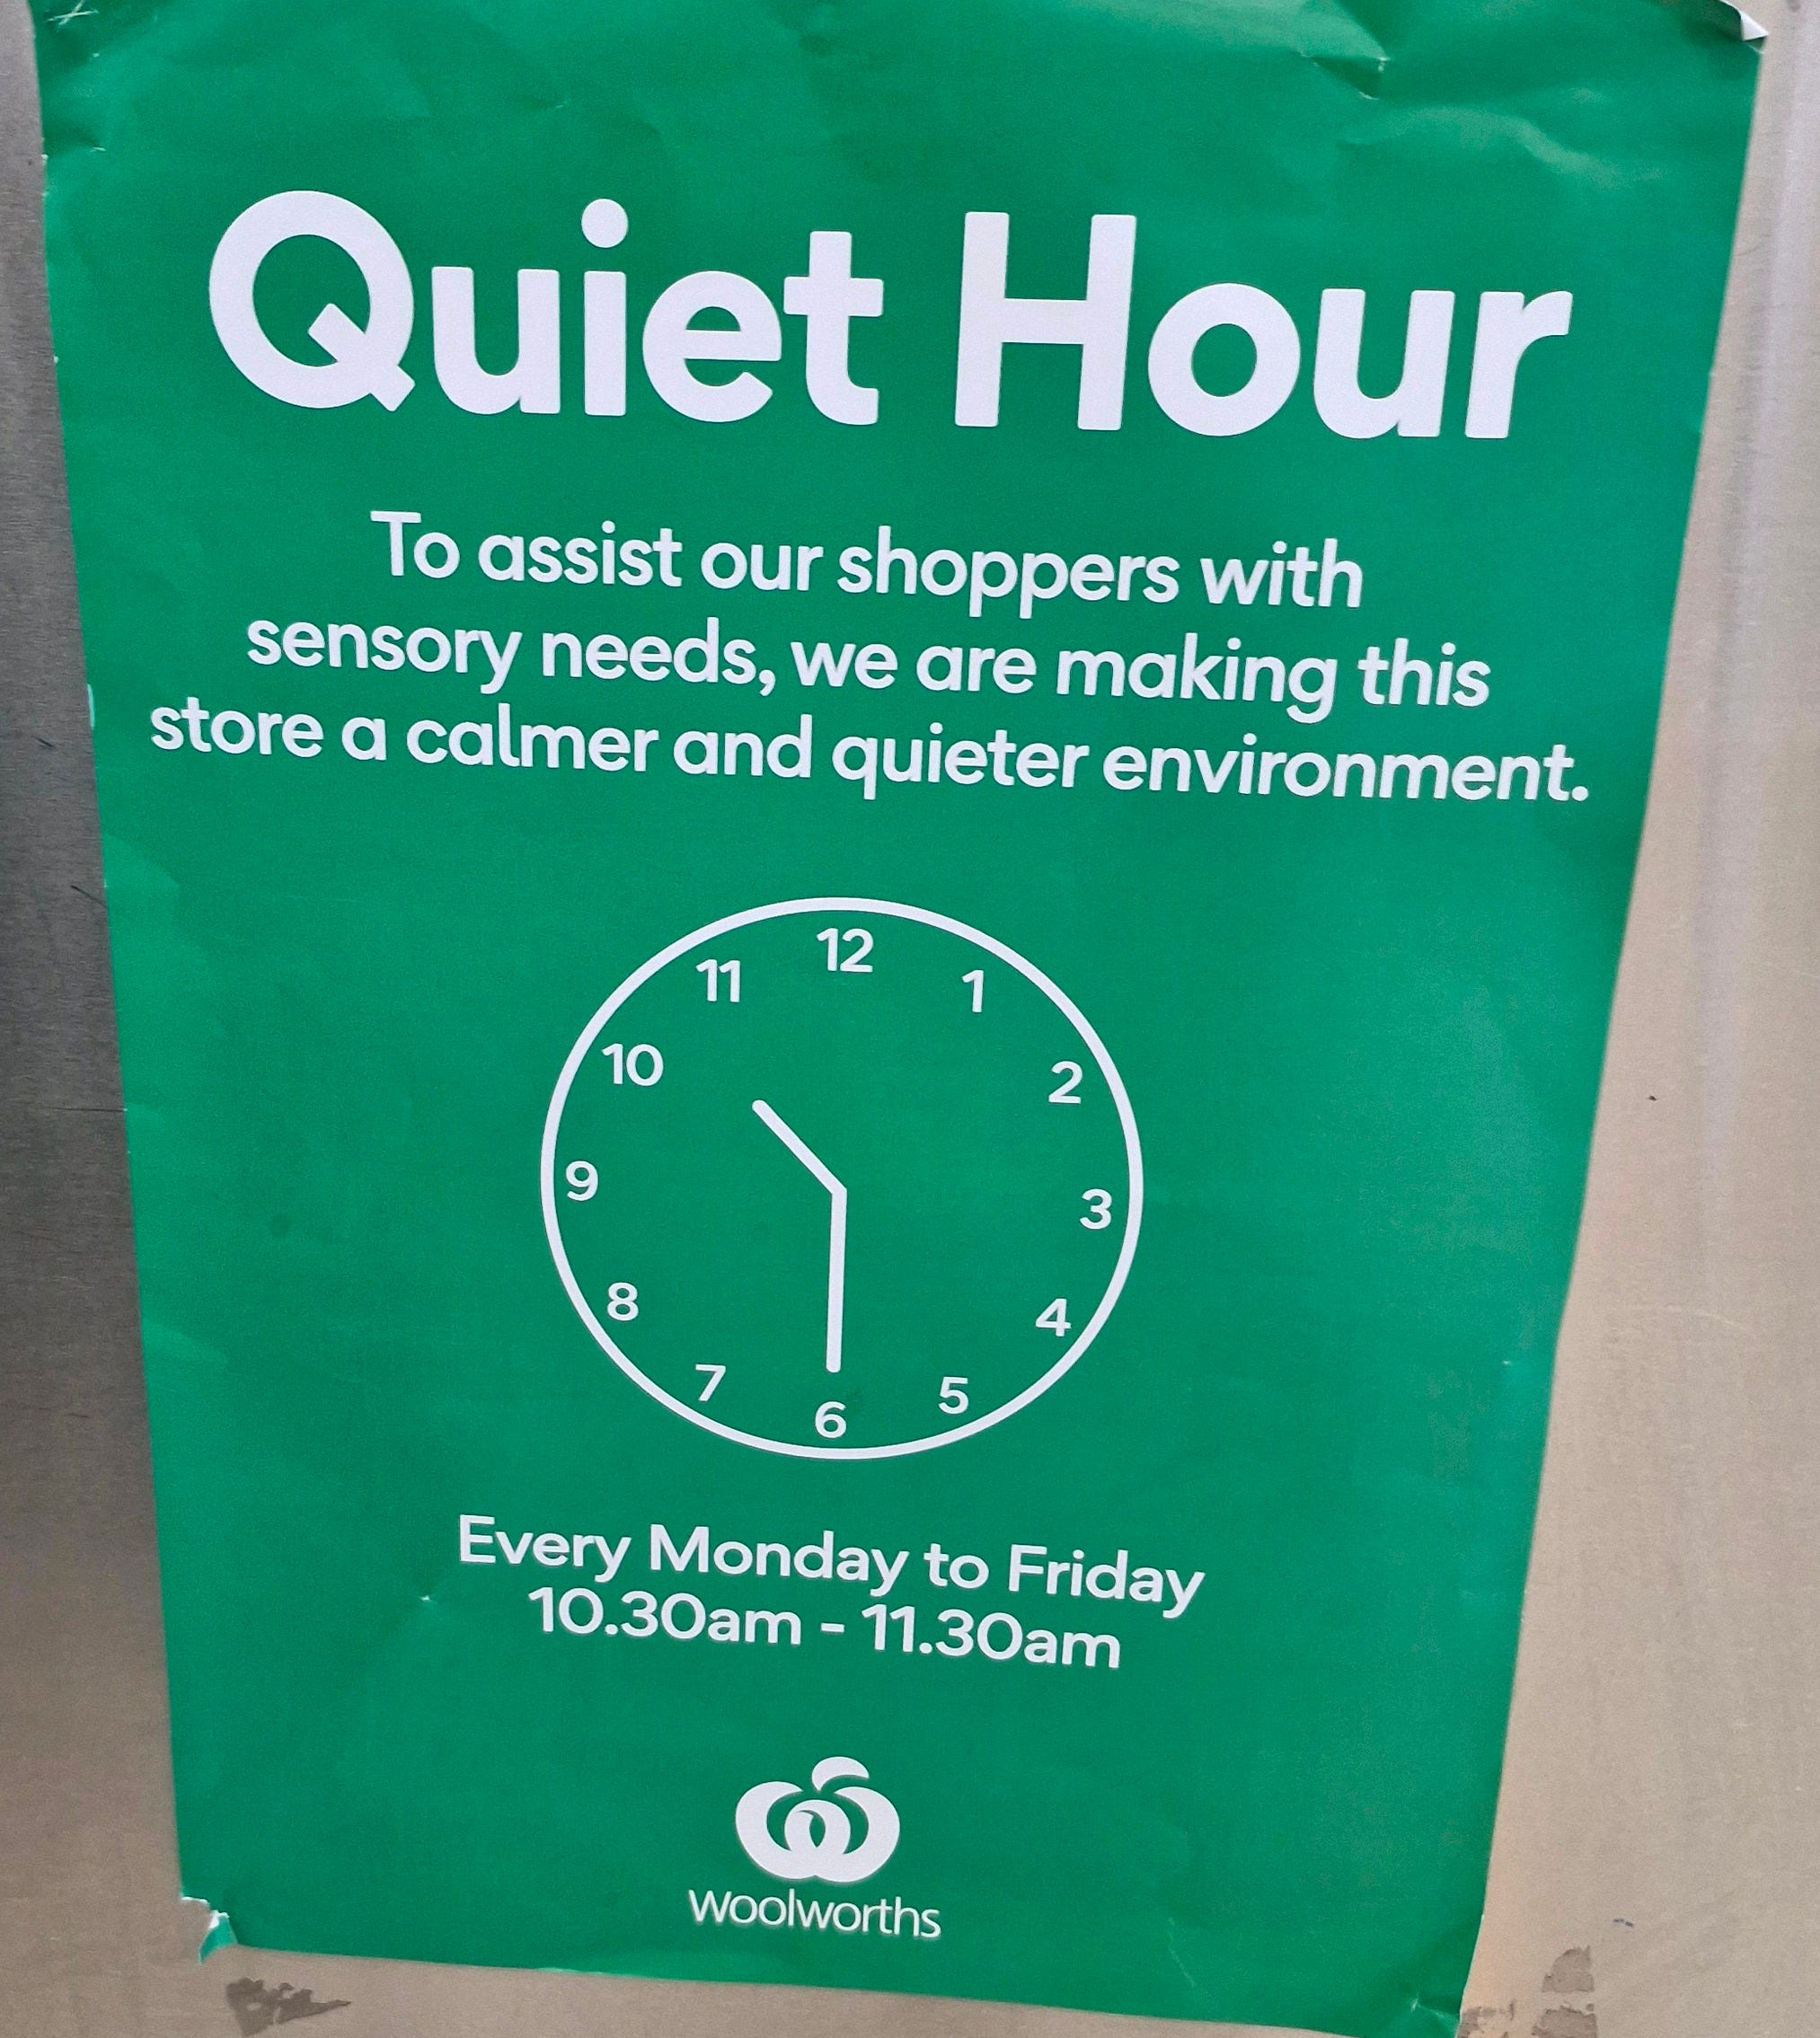 Quiet Hour
To assist our shoppers with
sensory needs, we are making this
store a calmer and quieter environment.
12
11
1
10
2
9
3
8
4
7
5
6
Every Monday to Friday
10.30am - 11.30am
woolworths